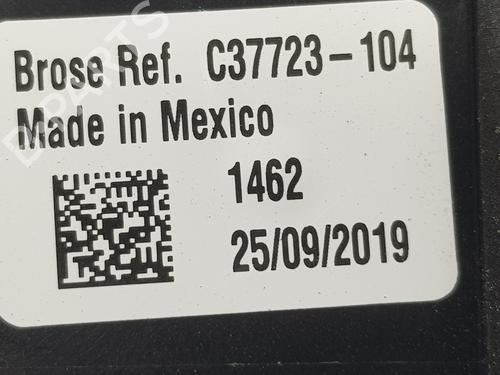 Brose Ref. C37723-104
Made in Mexico
1462
25/09/2019